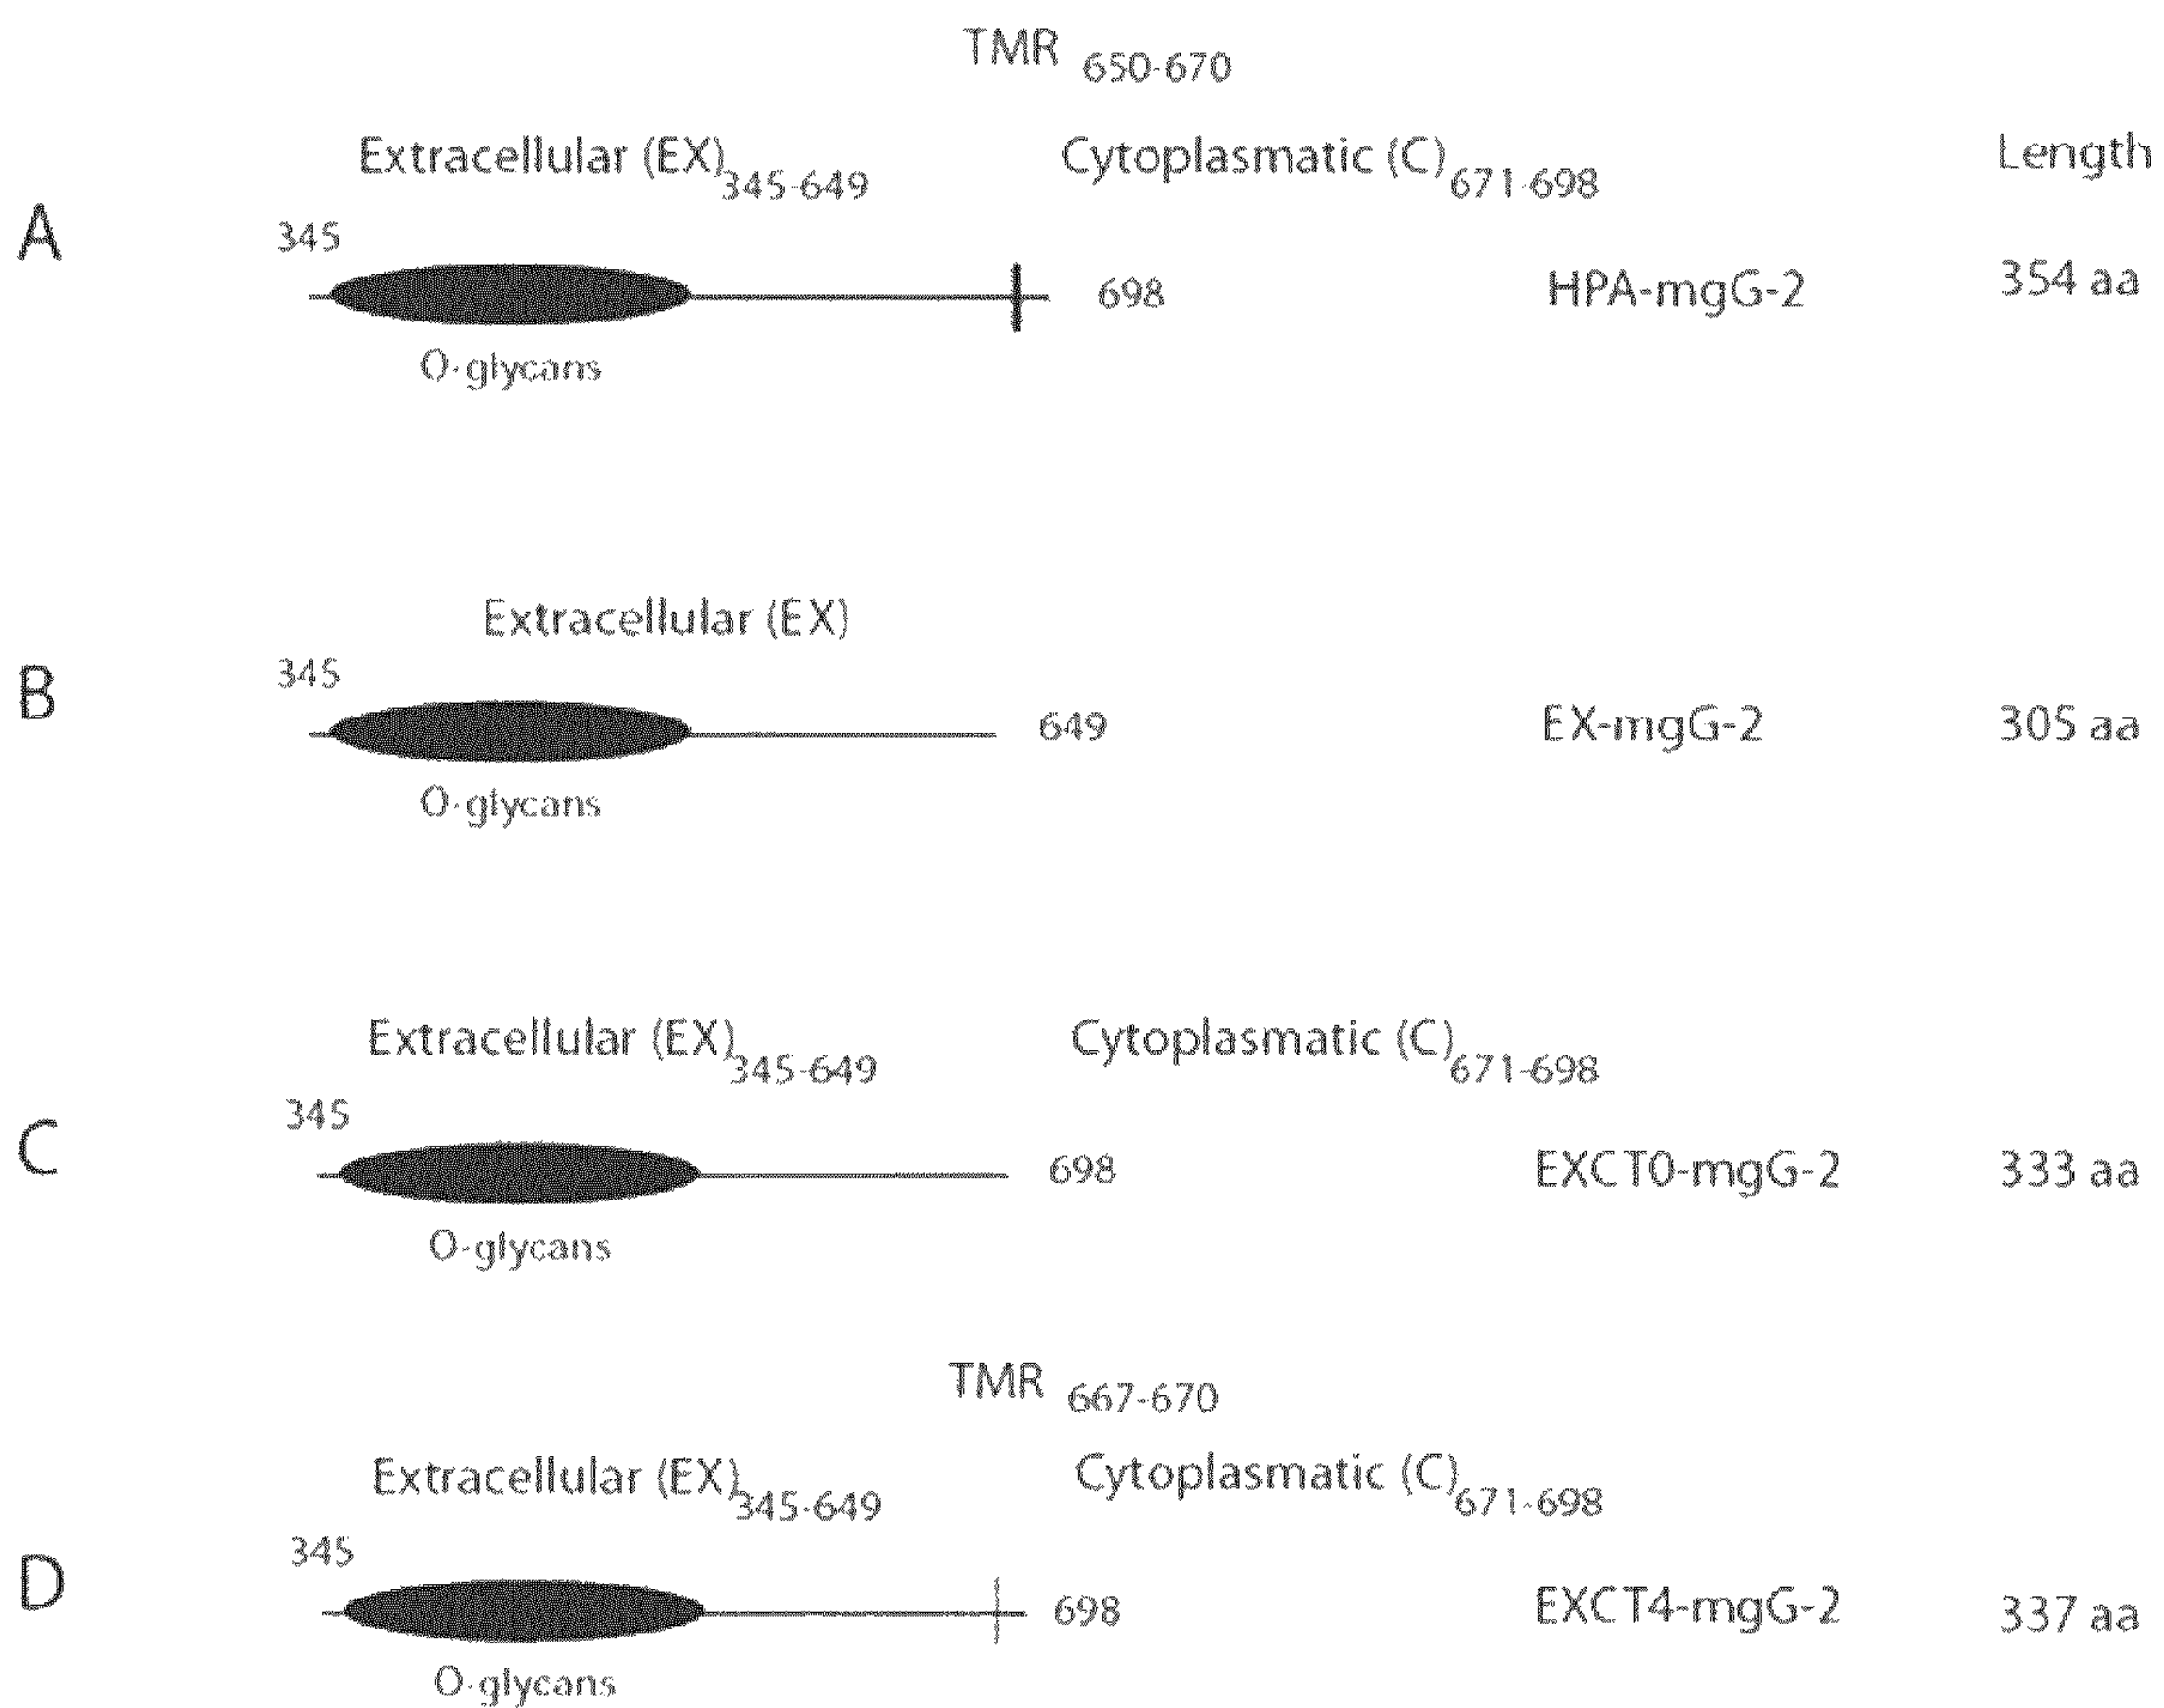 TMR 650-670
Extracellular (EX)345-649 Cytoplasmatic (C)671-698 Length
A 345 698 HPA-mgG-2 354 aa
O-glycans
Extracellular (EX)
B 345 649 EX-mgG-2 305 aa
O-glycans
Extracellular (EX)345-649 Cytoplasmatic (C)671-698
C 345 698 EXCT0-mgG-2 333 aa
O-glycans
TMR 667-670
Extracellular (EX)345-649 Cytoplasmatic (C)671-698
D 345 698 EXCT4-mgG-2 337 aa
O-glycans